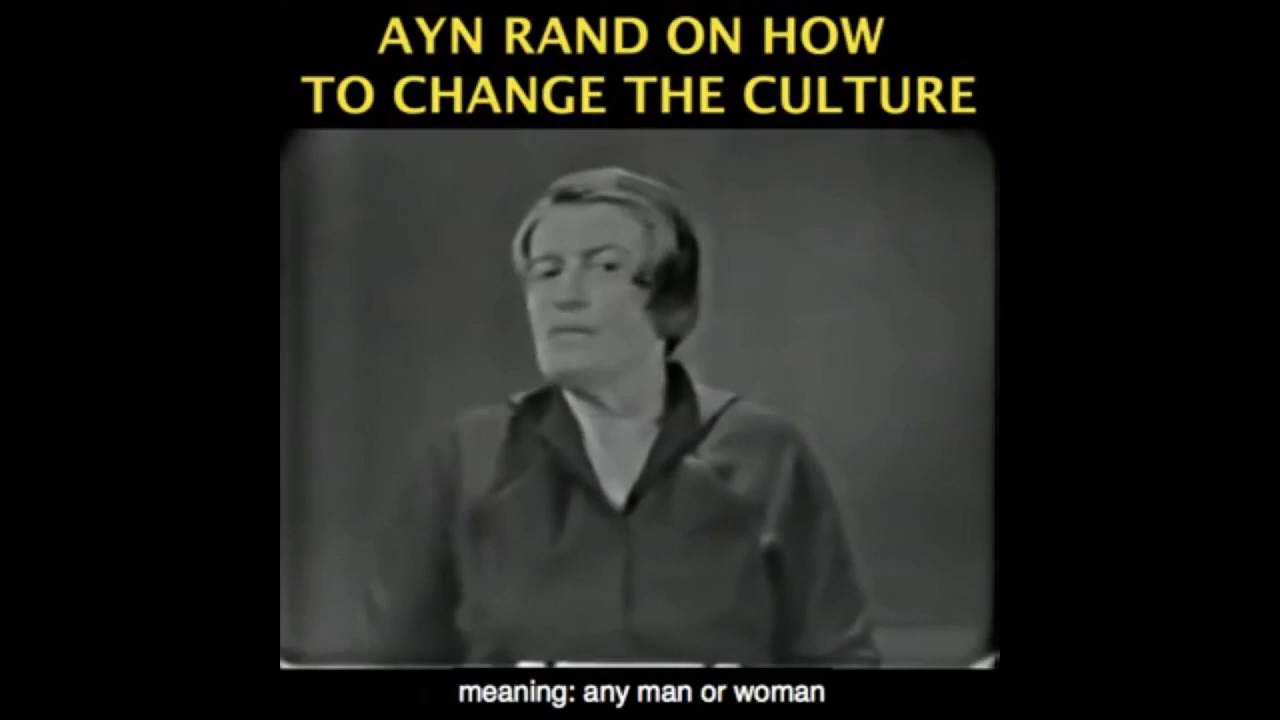 AYN RAND ON HOW
TO CHANGE THE CULTURE
meaning: any man or woman